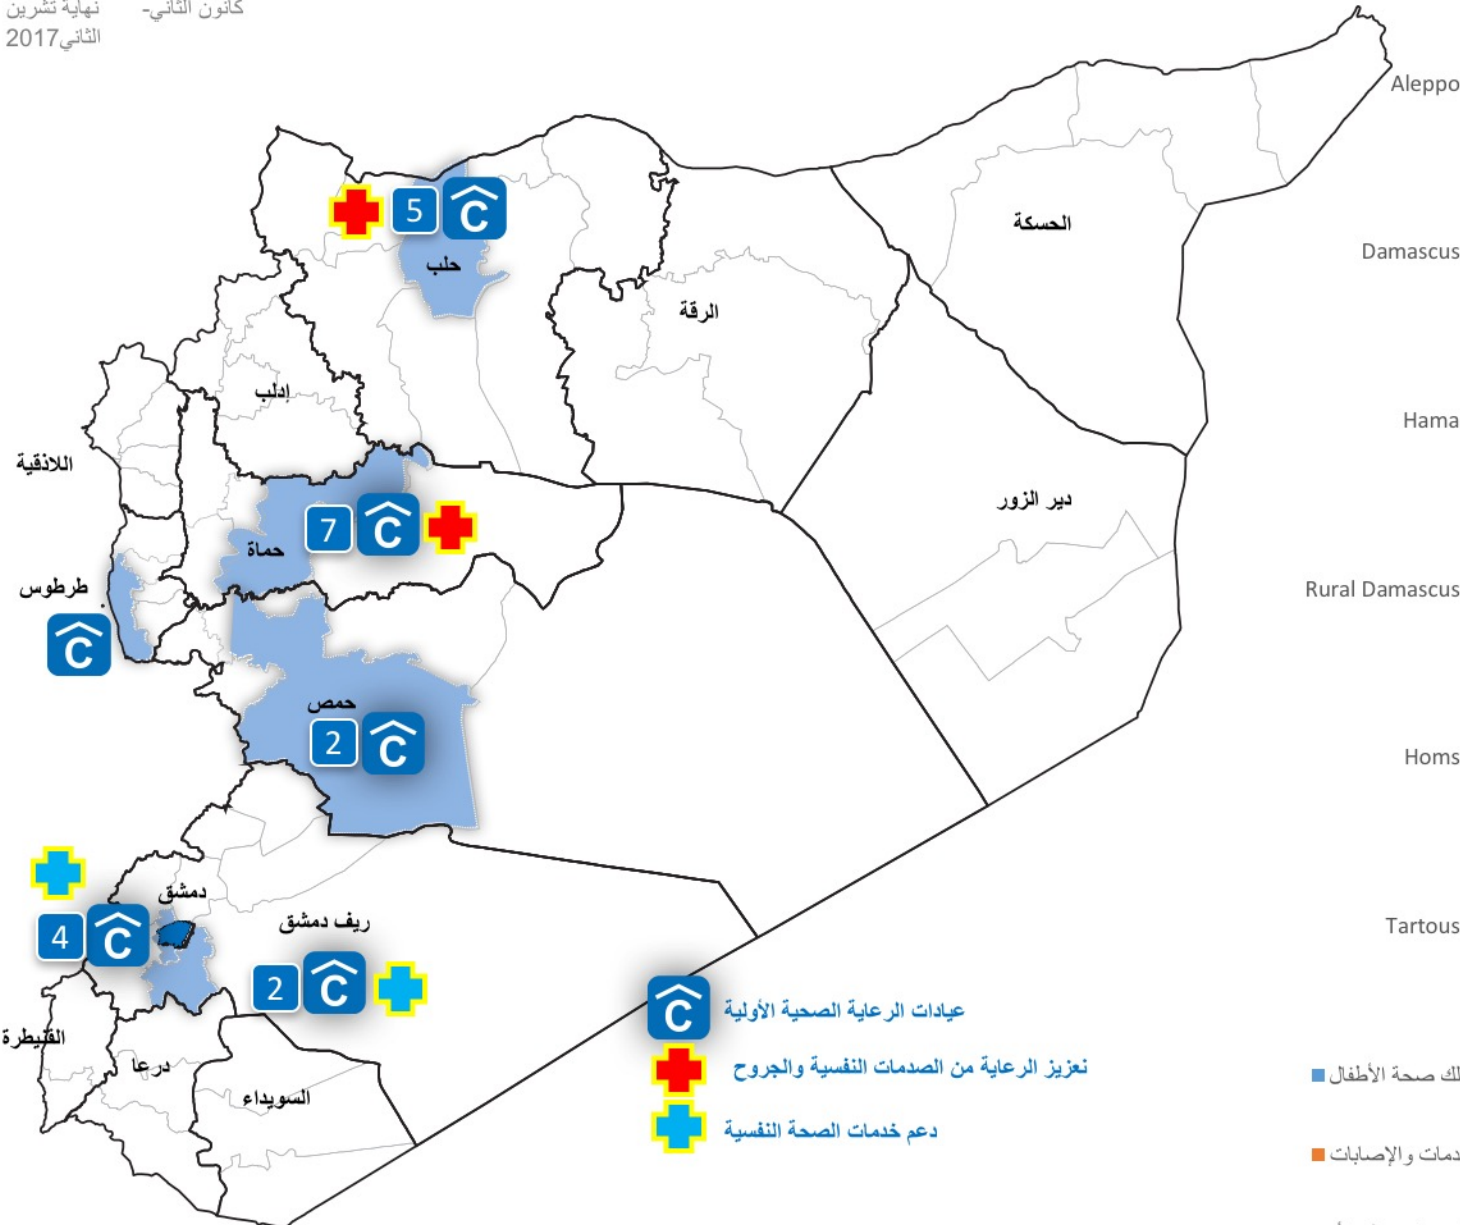 كانون الثاني- نهاية تشرين
الثاني2017
Aleppo
5
C
حلب
الحسكة
Damascus
الرقة
إدلب
Hama
اللاذقية
7
C
حماة
دير الزور
طرطوس
C
Rural Damascus
حمص
2
C
Homs
دمشق
4
C
ريف دمشق
2
C
Tartous
C
عيادات الرعاية الصحية الأولية
القنيطرة
درعا
نعزيز الرعاية من الصدمات النفسية والجروح
السويداء
دعم خدمات الصحة النفسية
لك صحة الأطفال
دمات والإصابات